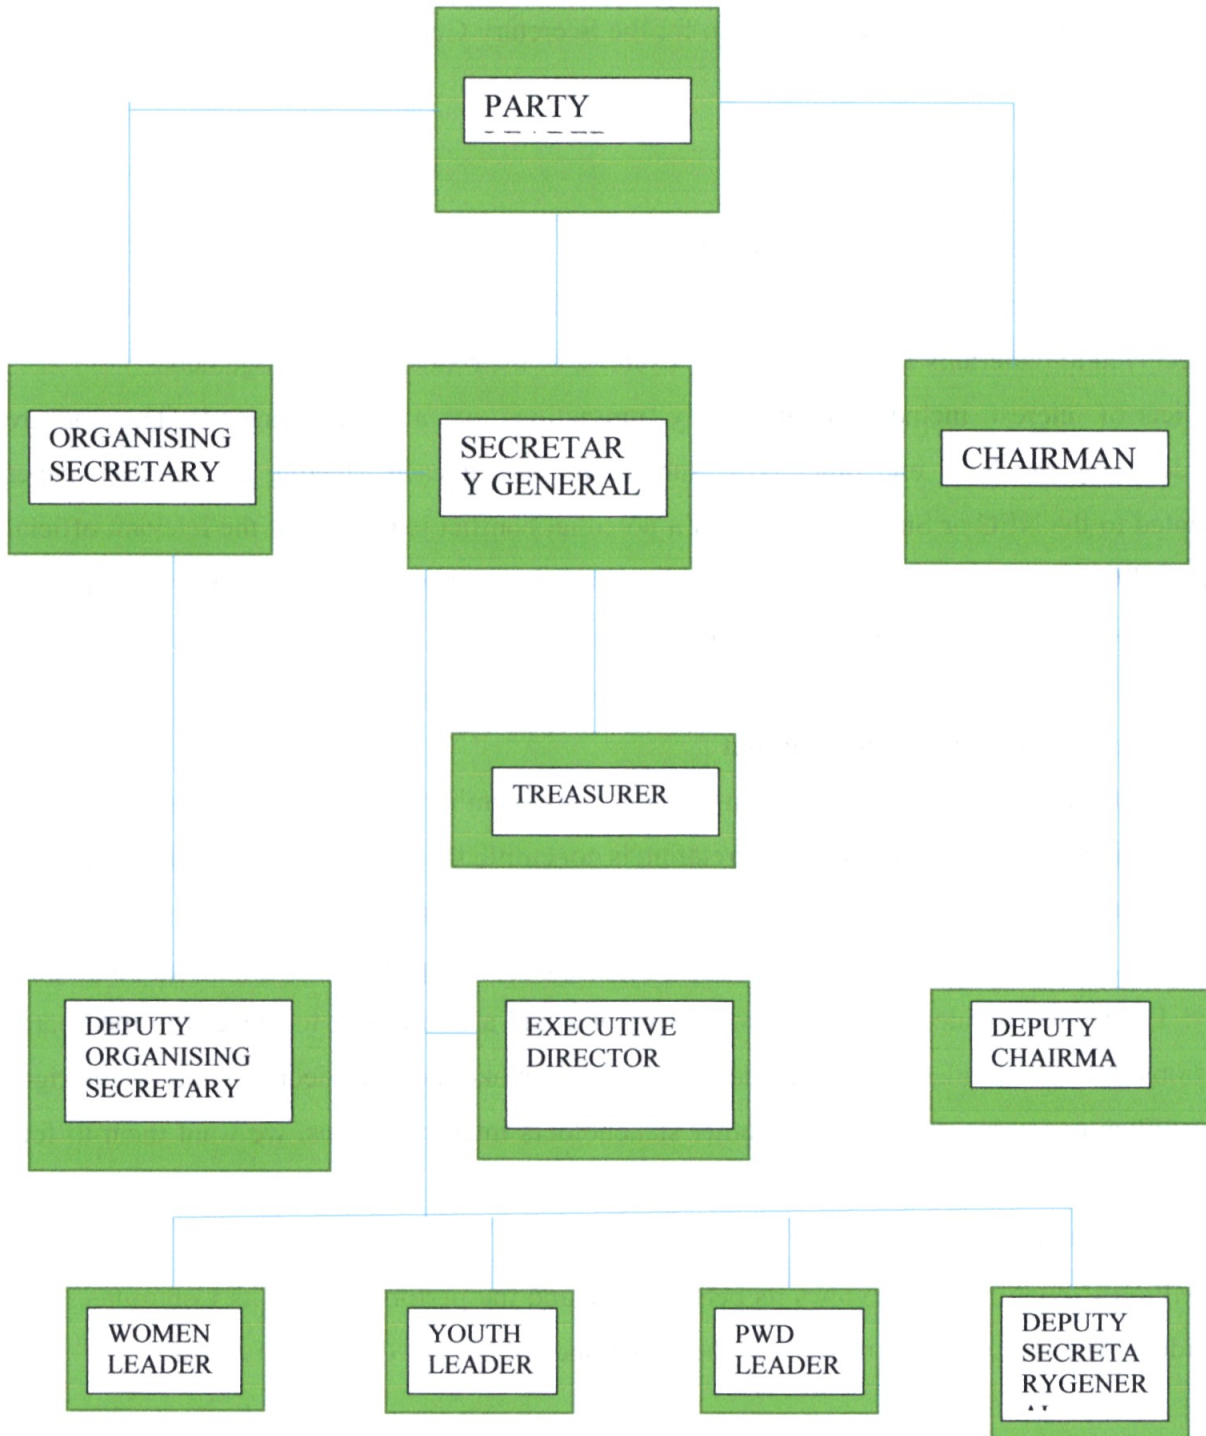 PARTY
ORGANISING
SECRETARY
SECRETAR
Y GENERAL
CHAIRMAN
TREASURER
DEPUTY
ORGANISING
SECRETARY
EXECUTIVE
DIRECTOR
DEPUTY
CHAIRMA
WOMEN
LEADER
YOUTH
LEADER
PWD
LEADER
DEPUTY
SECRETA
RYGENER